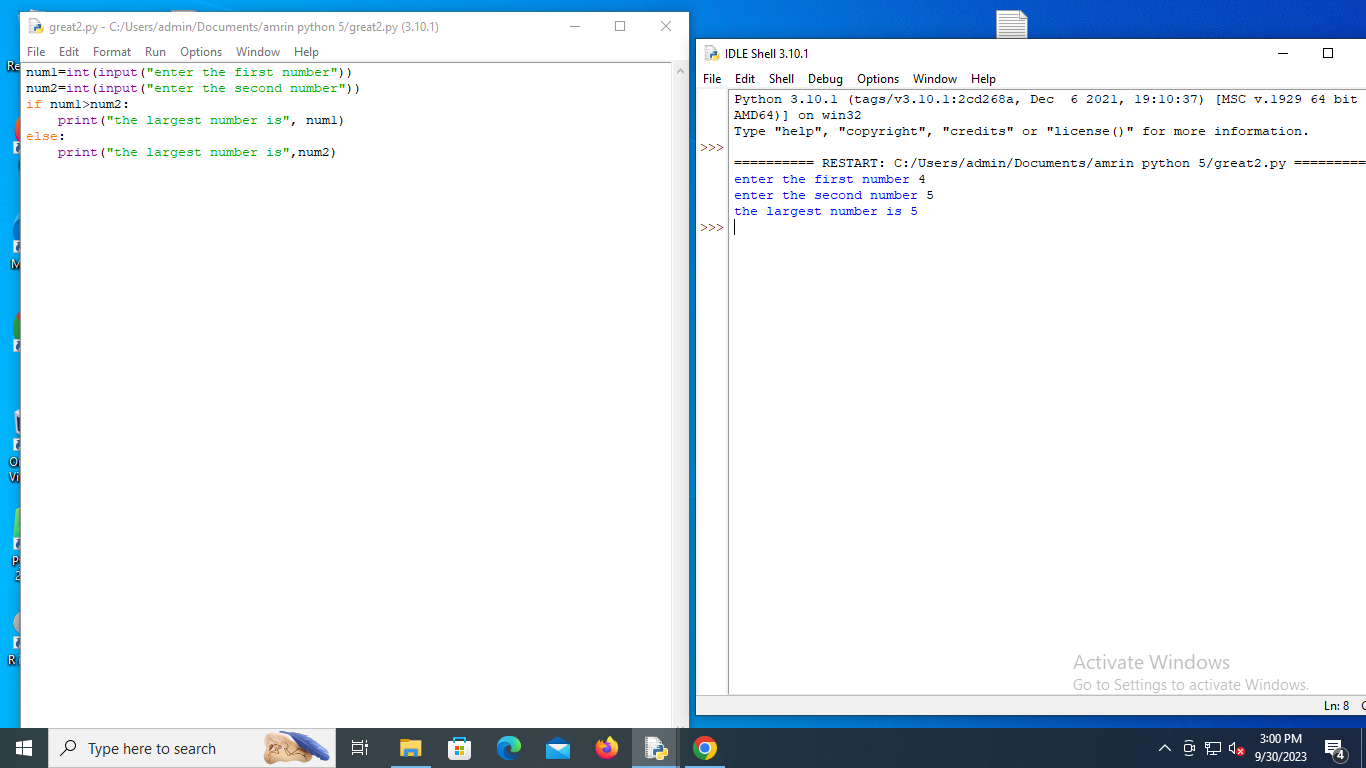 great2.py - C:/Users/admin/Documents/amrin python 5/great2.py (3.10.1)
File Edit Format Run Options Window Help
num1=int(input("enter the first number"))
num2=int(input("enter the second number"))
if num1>num2:
    print("the largest number is", num1)
else:
    print("the largest number is",num2)
IDLE Shell 3.10.1
File Edit Shell Debug Options Window Help
Python 3.10.1 (tags/v3.10.1:2cd268a, Dec  6 2021, 19:10:37) [MSC v.1929 64 bit
AMD64)] on win32
Type "help", "copyright", "credits" or "license()" for more information.
>>>
========== RESTART: C:/Users/admin/Documents/amrin python 5/great2.py =========
enter the first number 4
enter the second number 5
the largest number is 5
>>>
Activate Windows
Go to Settings to activate Windows.
Ln: 8
Type here to search
3:00 PM
9/30/2023
4